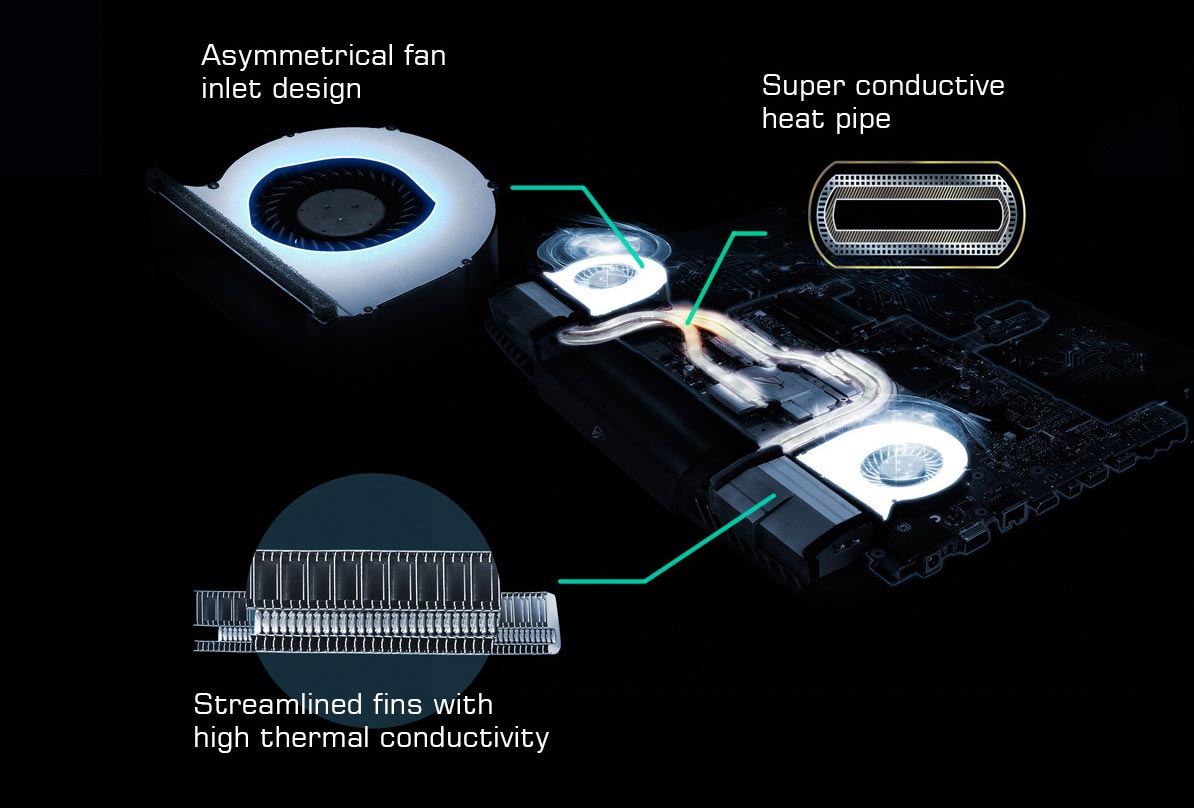 Asymmetrical fan
inlet design
Super conductive
heat pipe
Streamlined fins with
high thermal conductivity